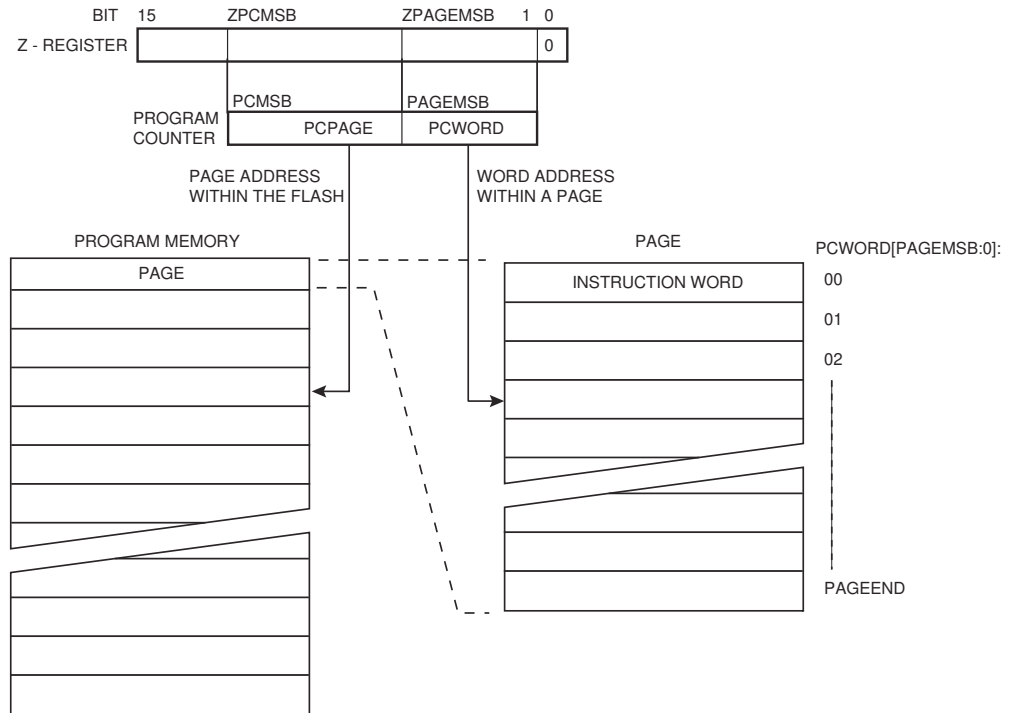 BIT 15 ZPCMSB ZPAGEMSB 1 0
Z - REGISTER 0
PCMSB PAGEMSB
PROGRAM
COUNTER
PCPAGE PCWORD
PAGE ADDRESS
WITHIN THE FLASH
WORD ADDRESS
WITHIN A PAGE
PROGRAM MEMORY
PAGE
PAGE
PCWORD[PAGEMSB:0]:
INSTRUCTION WORD
00
01
02
PAGEEND